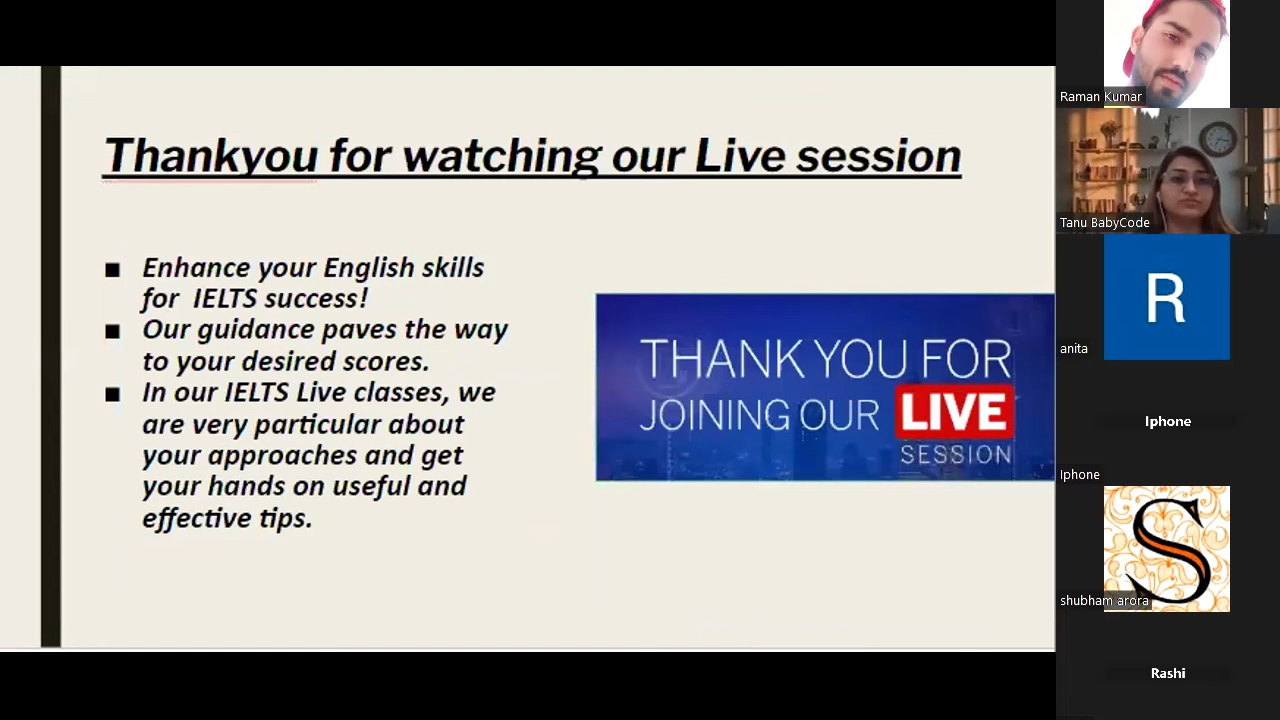 Thankyou for watching our Live session
■ Enhance your English skills
for IELTS success!
■ Our guidance paves the way
to your desired scores.
■ In our IELTS Live classes, we
are very particular about
your approaches and get
your hands on useful and
effective tips.
THANK YOU FOR
JOINING OUR LIVE
SESSION
Raman Kumar
Tanu BabyCode
R
anita
Iphone
Iphone
S
shubham arora
Rashi